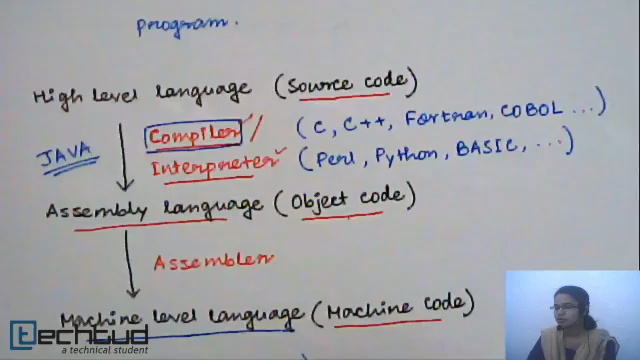 program.
High level language (Source code)
Compiler / (C, C++, Fortran, COBOL ...)
JAVA
Interpreter (Perl, Python, BASIC, ...)
Assembly language (Object code)
Assembler
Machine level language (Machine code)
techtud
a technical student